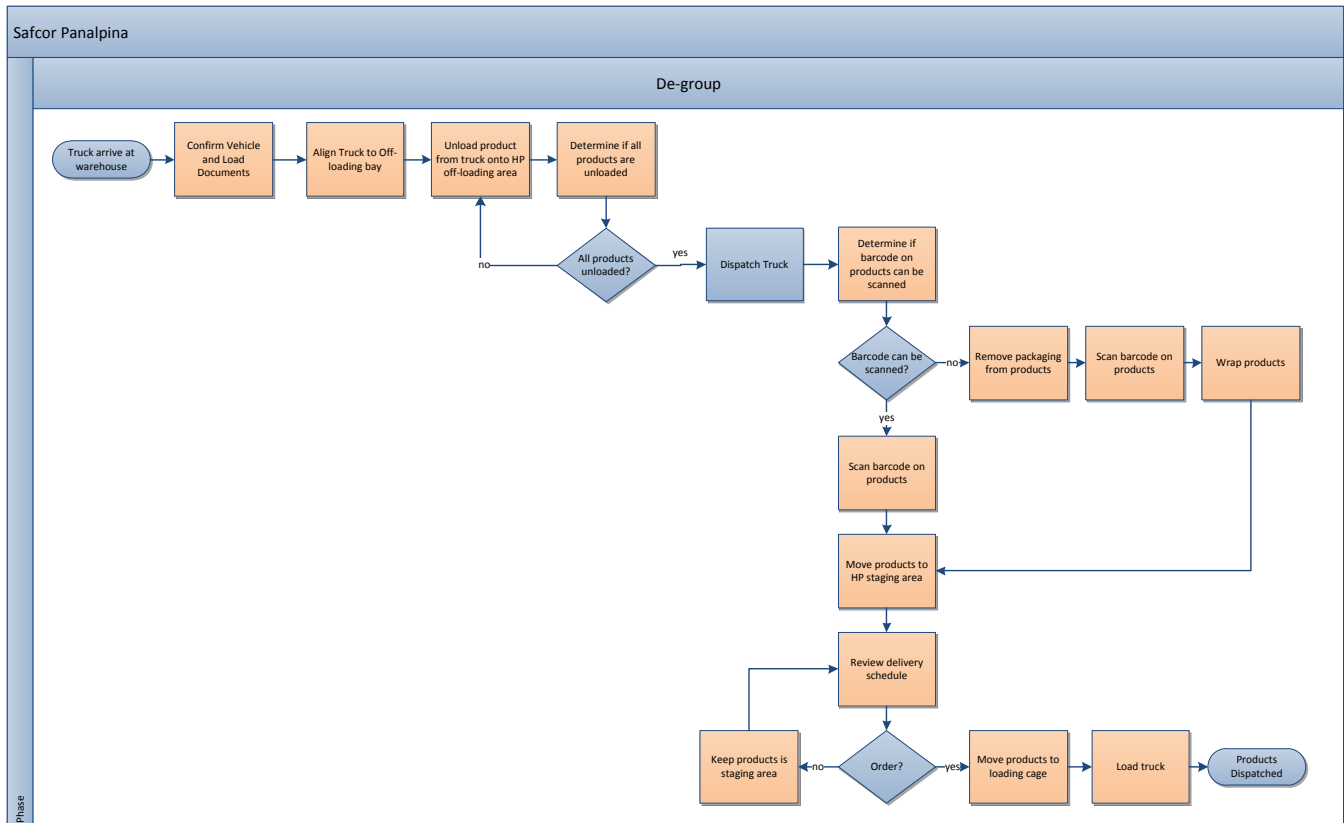 Safcor Panalpina
De-group
Truck arrive at
warehouse
Confirm Vehicle
and Load
Documents
Align Truck to Off-
loading bay
Unload product
from truck onto HP
off-loading area
Determine if all
products are
unloaded
All products
unloaded?
no
yes
Dispatch Truck
Determine if
barcode on
products can be
scanned
Barcode can be
scanned?
no
Remove packaging
from products
Scan barcode on
products
Wrap products
yes
Scan barcode on
products
Move products to
HP staging area
Review delivery
schedule
Keep products is
staging area
no
Order?
yes
Move products to
loading cage
Load truck
Products
Dispatched
Phase